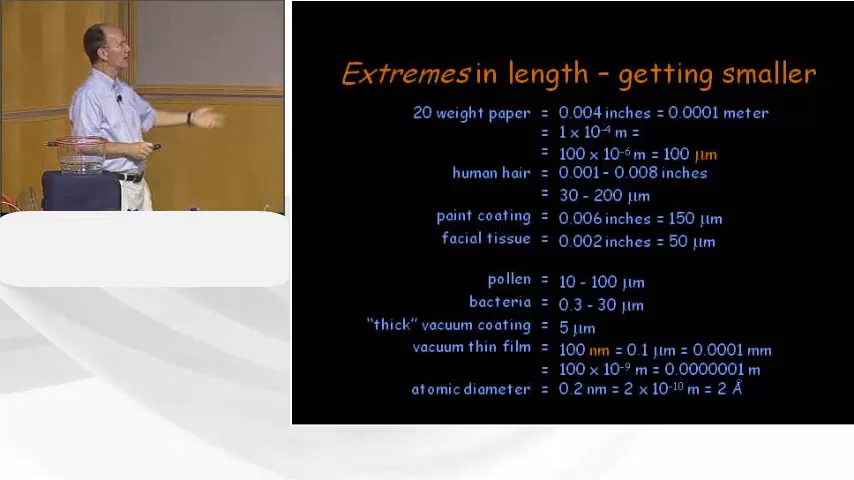 Extremes in length – getting smaller
20 weight paper = 0.004 inches = 0.0001 meter
= 1 x 10⁻⁴ m =
= 100 x 10⁻⁶ m = 100 µm
human hair = 0.001 – 0.008 inches
= 30 - 200 µm
paint coating = 0.006 inches = 150 µm
facial tissue = 0.002 inches = 50 µm
pollen = 10 - 100 µm
bacteria = 0.3 - 30 µm
“thick” vacuum coating = 5 µm
vacuum thin film = 100 nm = 0.1 µm = 0.0001 mm
= 100 x 10⁻⁹ m = 0.0000001 m
atomic diameter = 0.2 nm = 2 x 10⁻¹⁰ m = 2 Å